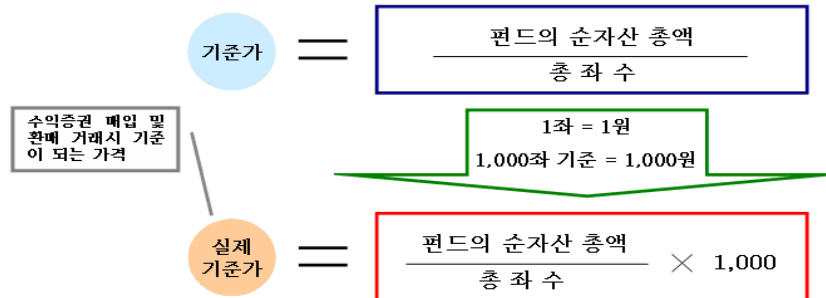 기준가
=
펀드의 순자산 총액
총 좌 수
수익증권 매입 및
환매 거래시 기준
이 되는 가격
1좌 = 1원
1,000좌 기준 = 1,000원
실제
기준가
=
펀드의 순자산 총액
총 좌 수
× 1,000